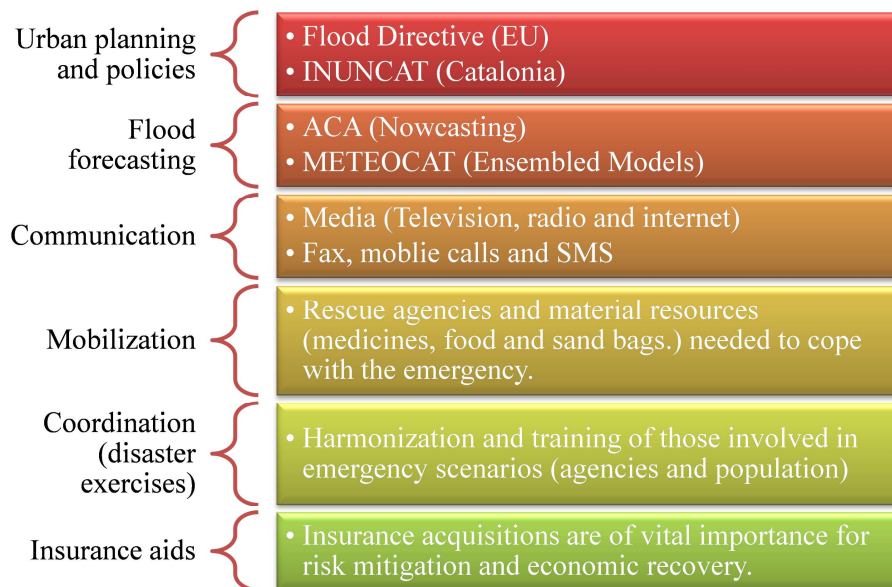 Urban planning
and policies
• Flood Directive (EU)
• INUNCAT (Catalonia)
Flood
forecasting
• ACA (Nowcasting)
• METEOCAT (Ensembled Models)
Communication
• Media (Television, radio and internet)
• Fax, moblie calls and SMS
Mobilization
• Rescue agencies and material resources
(medicines, food and sand bags.) needed to cope
with the emergency.
Coordination
(disaster
exercises)
• Harmonization and training of those involved in
emergency scenarios (agencies and population)
Insurance aids
• Insurance acquisitions are of vital importance for
risk mitigation and economic recovery.